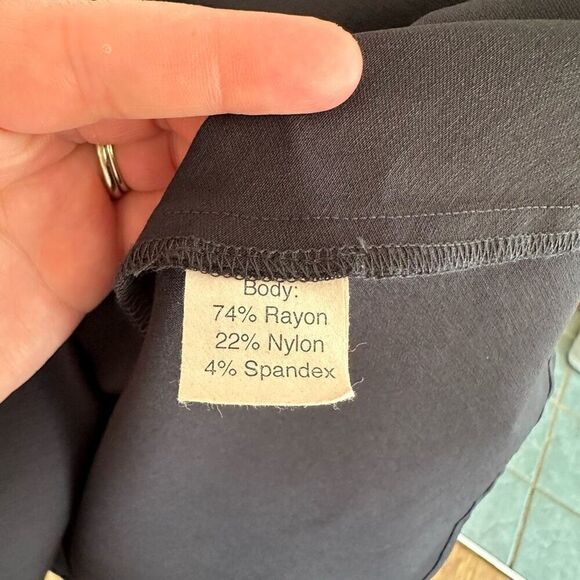 Body:
74% Rayon
22% Nylon
4% Spandex